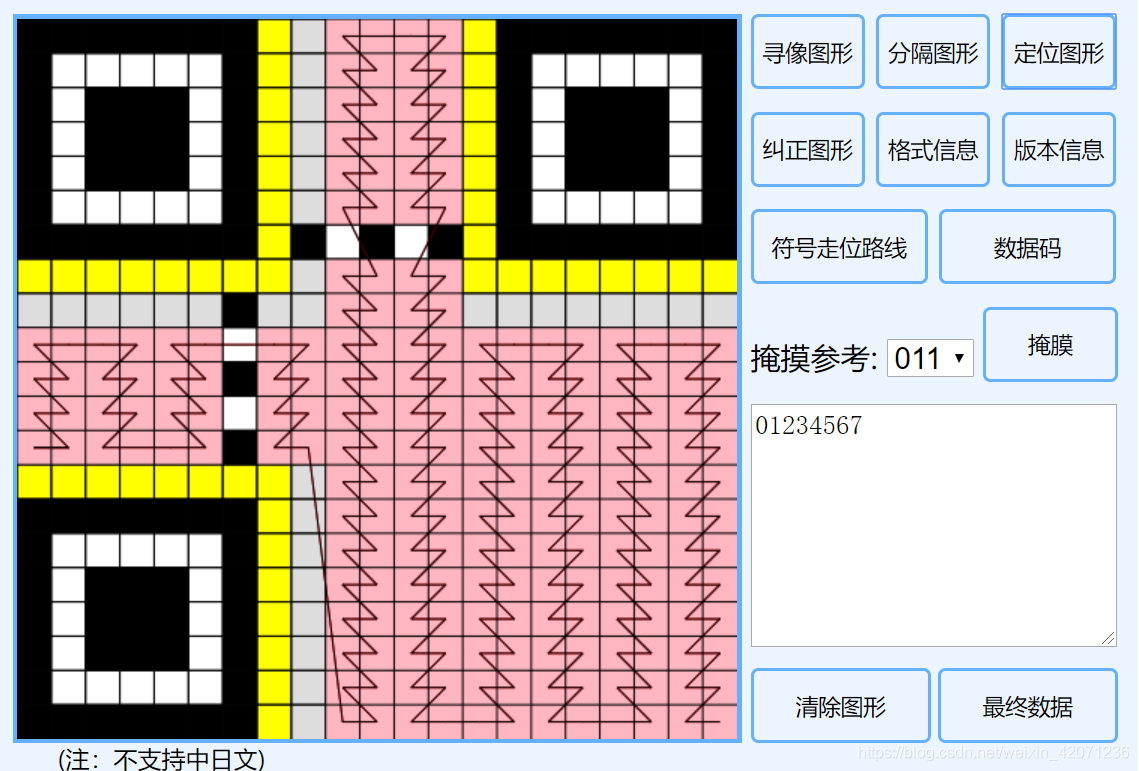 寻像图形 分隔图形 定位图形
纠正图形 格式信息 版本信息
符号走位路线 数据码
掩摸参考: 011 掩膜
01234567
清除图形 最终数据
(注：不支持中日文)
https://blog.csdn.net/weixin_42071236